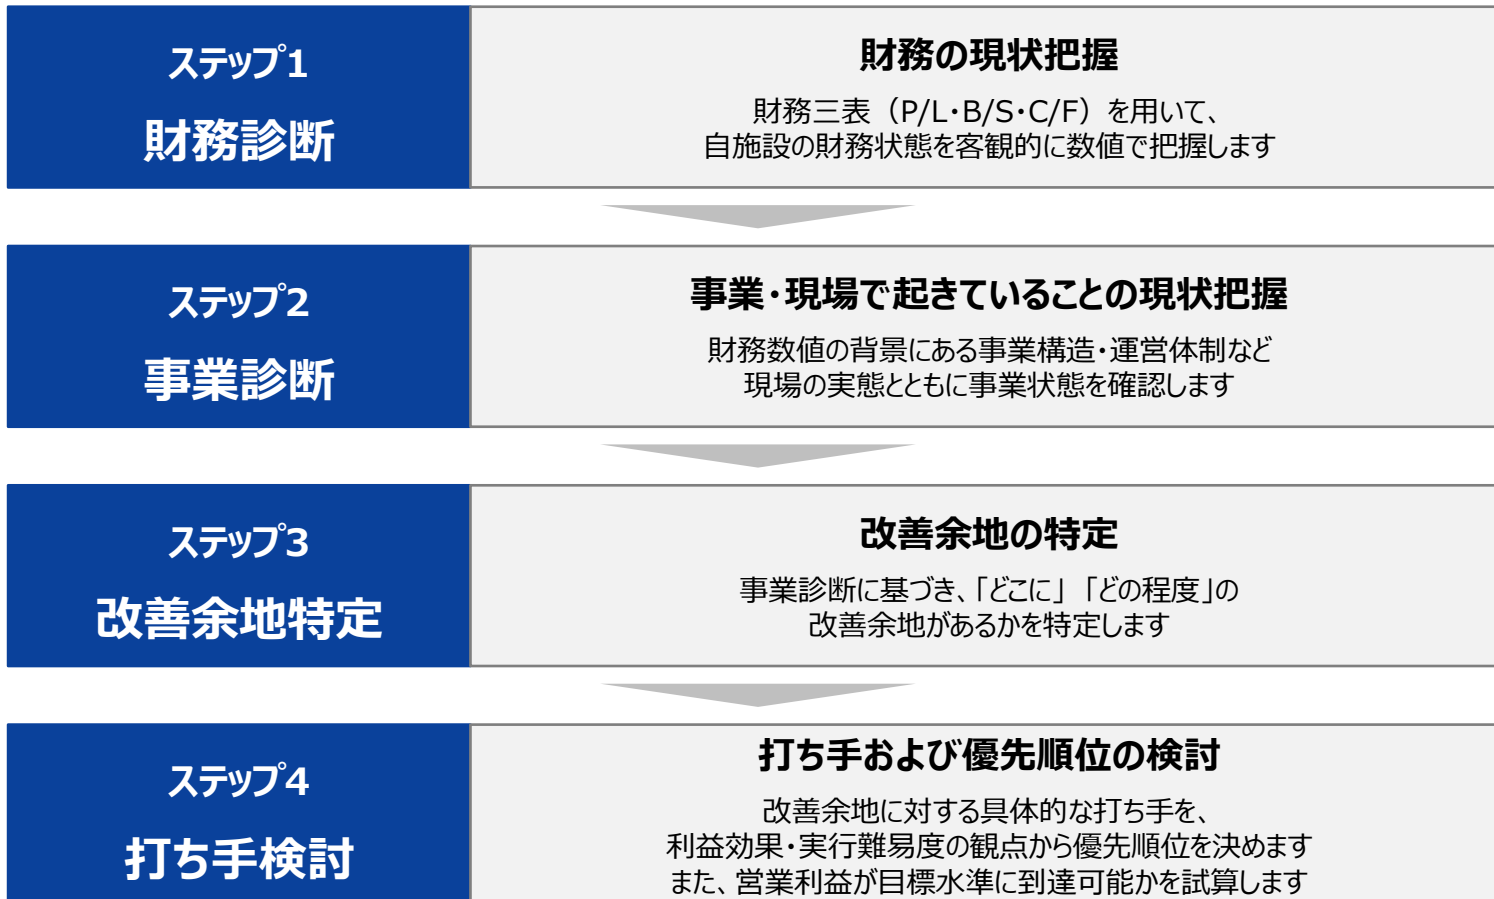 ステップ1
財務診断
財務の現状把握
財務三表（P/L・B/S・C/F）を用いて、
自施設の財務状態を客観的に数値で把握します
ステップ2
事業診断
事業・現場で起きていることの現状把握
財務数値の背景にある事業構造・運営体制など
現場の実態とともに事業状態を確認します
ステップ3
改善余地特定
改善余地の特定
事業診断に基づき、「どこに」「どの程度」の
改善余地があるかを特定します
ステップ4
打ち手検討
打ち手および優先順位の検討
改善余地に対する具体的な打ち手を、
利益効果・実行難易度の観点から優先順位を決めます
また、営業利益が目標水準に到達可能かを試算します